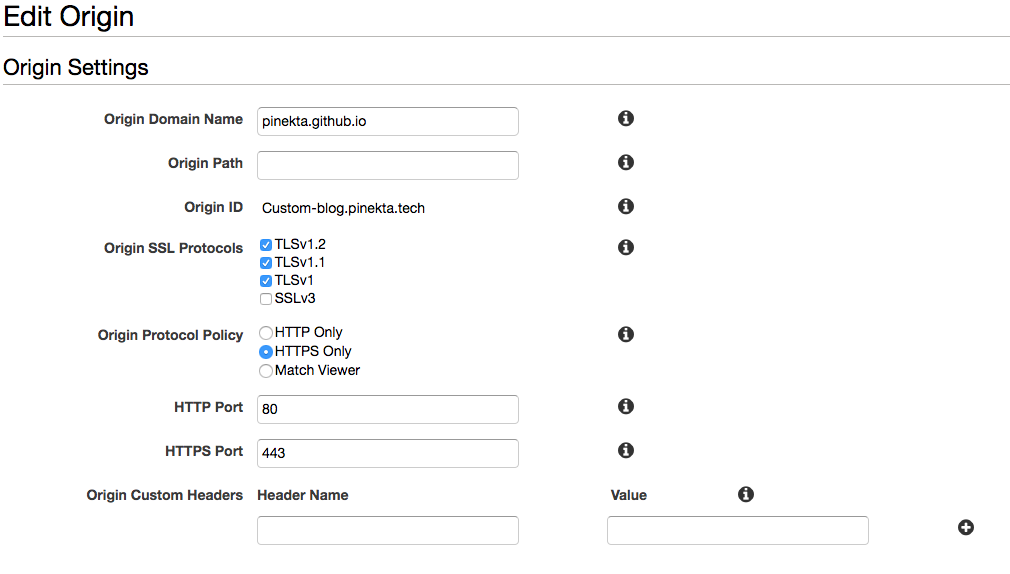 Edit Origin
Origin Settings
Origin Domain Name pinekta.github.io
Origin Path
Origin ID Custom-blog.pinekta.tech
Origin SSL Protocols TLSv1.2
TLSv1.1
TLSv1
SSLv3
Origin Protocol Policy HTTP Only
HTTPS Only
Match Viewer
HTTP Port 80
HTTPS Port 443
Origin Custom Headers Header Name Value